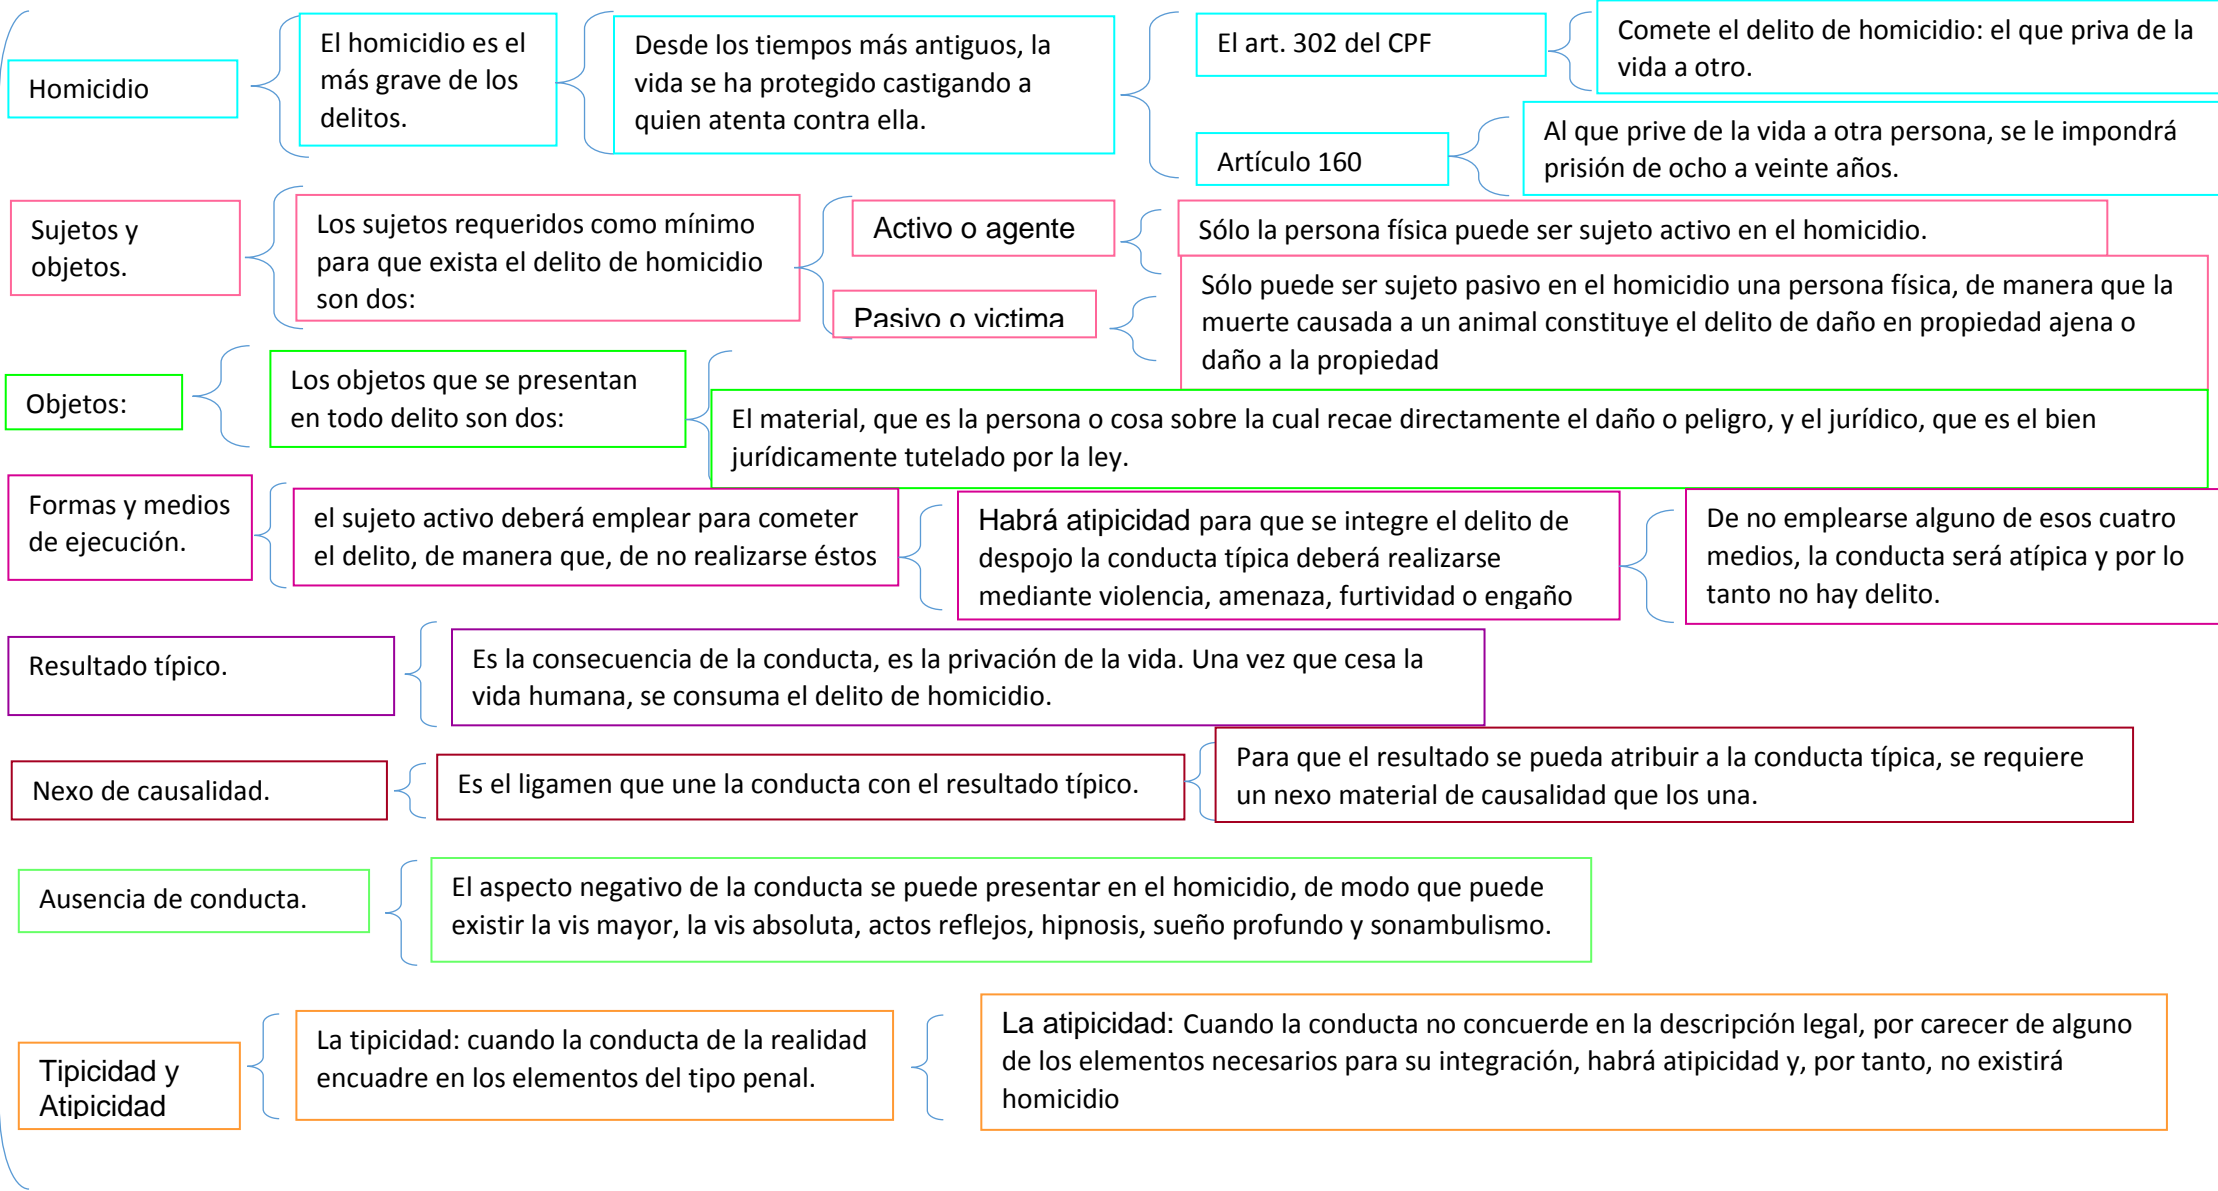 Homicidio
El homicidio es el
más grave de los
delitos.
Desde los tiempos más antiguos, la
vida se ha protegido castigando a
quien atenta contra ella.
El art. 302 del CPF
Comete el delito de homicidio: el que priva de la
vida a otro.
Artículo 160
Al que prive de la vida a otra persona, se le impondrá
prisión de ocho a veinte años.
Sujetos y
objetos.
Los sujetos requeridos como mínimo
para que exista el delito de homicidio
son dos:
Activo o agente
Sólo la persona física puede ser sujeto activo en el homicidio.
Pasivo o victima
Sólo puede ser sujeto pasivo en el homicidio una persona física, de manera que la
muerte causada a un animal constituye el delito de daño en propiedad ajena o
daño a la propiedad
Objetos:
Los objetos que se presentan
en todo delito son dos:
El material, que es la persona o cosa sobre la cual recae directamente el daño o peligro, y el jurídico, que es el bien
jurídicamente tutelado por la ley.
Formas y medios
de ejecución.
el sujeto activo deberá emplear para cometer
el delito, de manera que, de no realizarse éstos
Habrá atipicidad para que se integre el delito de
despojo la conducta típica deberá realizarse
mediante violencia, amenaza, furtividad o engaño
De no emplearse alguno de esos cuatro
medios, la conducta será atípica y por lo
tanto no hay delito.
Resultado típico.
Es la consecuencia de la conducta, es la privación de la vida. Una vez que cesa la
vida humana, se consuma el delito de homicidio.
Nexo de causalidad.
Es el ligamen que une la conducta con el resultado típico.
Para que el resultado se pueda atribuir a la conducta típica, se requiere
un nexo material de causalidad que los una.
Ausencia de conducta.
El aspecto negativo de la conducta se puede presentar en el homicidio, de modo que puede
existir la vis mayor, la vis absoluta, actos reflejos, hipnosis, sueño profundo y sonambulismo.
Tipicidad y
Atipicidad
La tipicidad: cuando la conducta de la realidad
encuadre en los elementos del tipo penal.
La atipicidad: Cuando la conducta no concuerde en la descripción legal, por carecer de alguno
de los elementos necesarios para su integración, habrá atipicidad y, por tanto, no existirá
homicidio